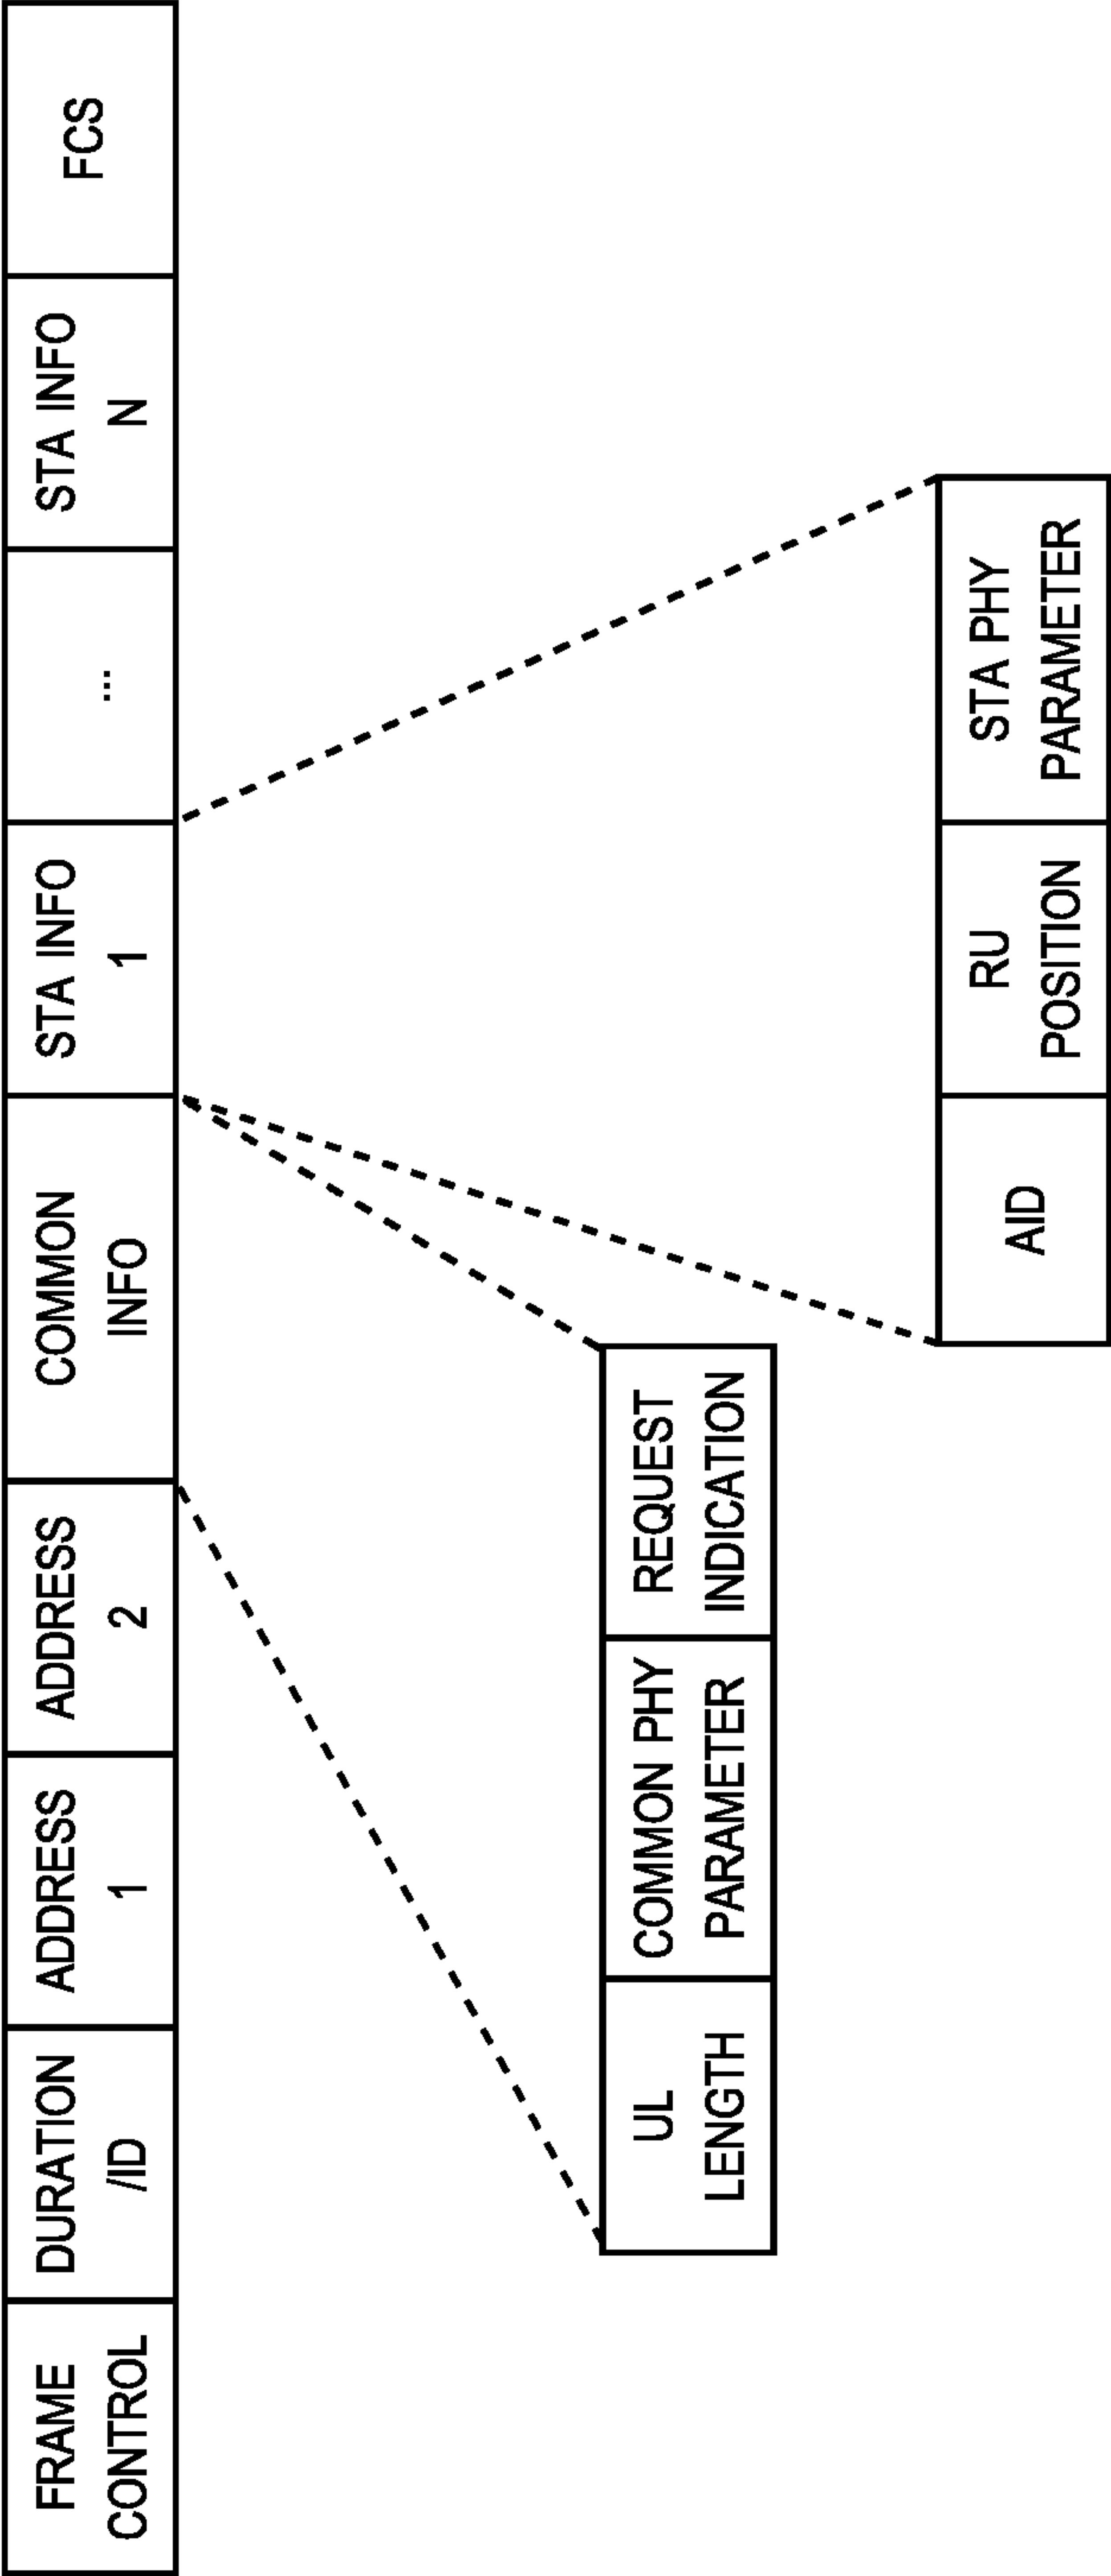 FRAME
CONTROL
DURATION
/ID
ADDRESS
1
ADDRESS
2
COMMON
INFO
STA INFO
1
...
STA INFO
N
FCS
UL
LENGTH
COMMON PHY
PARAMETER
REQUEST
INDICATION
AID
RU
POSITION
STA PHY
PARAMETER